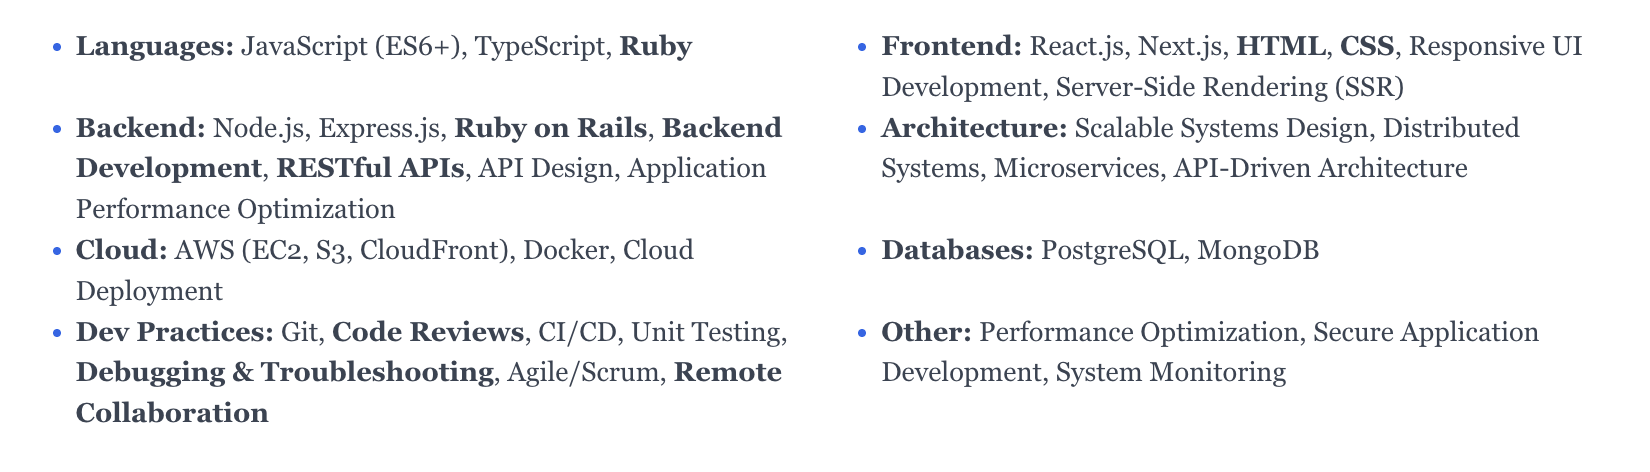 Languages: JavaScript (ES6+), TypeScript, Ruby
Frontend: React.js, Next.js, HTML, CSS, Responsive UI
Development, Server-Side Rendering (SSR)
Backend: Node.js, Express.js, Ruby on Rails, Backend
Development, RESTful APIs, API Design, Application
Performance Optimization
Architecture: Scalable Systems Design, Distributed
Systems, Microservices, API-Driven Architecture
Cloud: AWS (EC2, S3, CloudFront), Docker, Cloud
Deployment
Databases: PostgreSQL, MongoDB
Dev Practices: Git, Code Reviews, CI/CD, Unit Testing,
Debugging & Troubleshooting, Agile/Scrum, Remote
Collaboration
Other: Performance Optimization, Secure Application
Development, System Monitoring